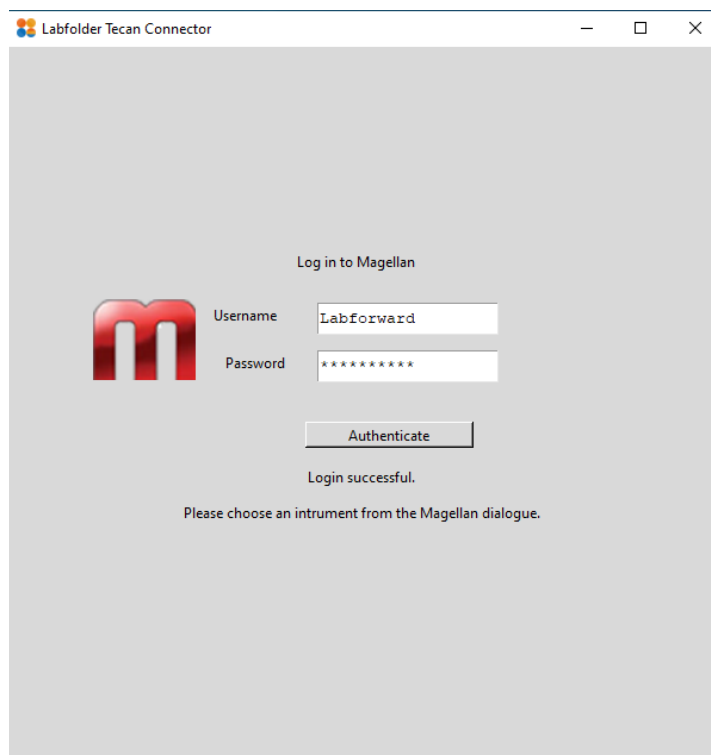 Labfolder Tecan Connector
Log in to Magellan
Username Labforward
Password **********
Authenticate
Login successful.
Please choose an intrument from the Magellan dialogue.